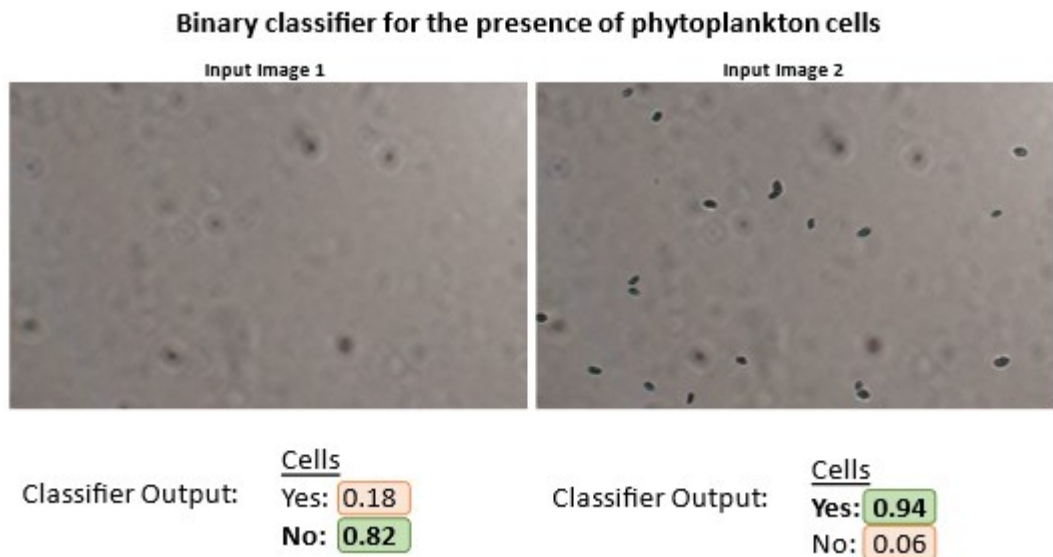 Binary classifier for the presence of phytoplankton cells
Input Image 1
Input Image 2
Classifier Output:
Cells
Yes: 0.18
No: 0.82
Classifier Output:
Cells
Yes: 0.94
No: 0.06